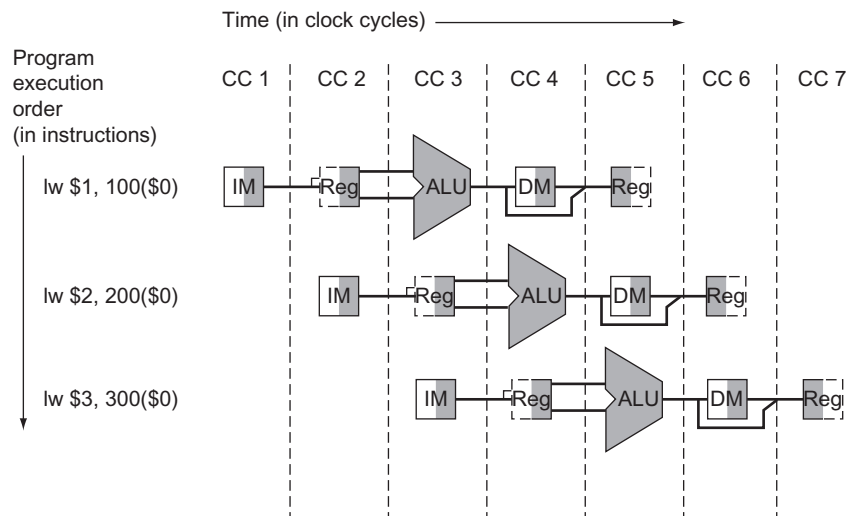 Time (in clock cycles)
Program
execution
order
(in instructions)
CC 1
CC 2
CC 3
CC 4
CC 5
CC 6
CC 7
lw $1, 100($0)
IM
Reg
ALU
DM
Reg
lw $2, 200($0)
IM
Reg
ALU
DM
Reg
lw $3, 300($0)
IM
Reg
ALU
DM
Reg